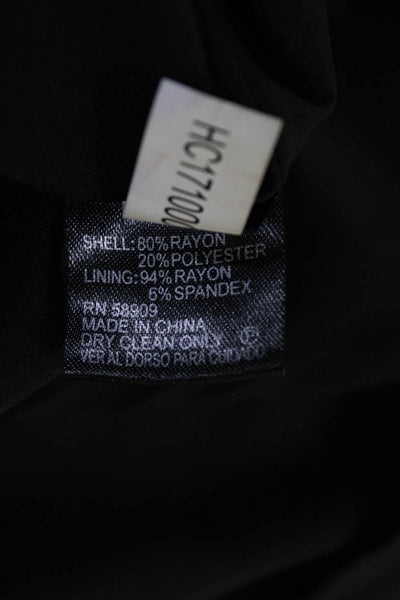 HC17100
SHELL: 80% RAYON
20% POLYESTER
LINING: 94% RAYON
6% SPANDEX
RN 58909
MADE IN CHINA
DRY CLEAN ONLY Ⓟ
VER AL DORSO PARA CUIDADO